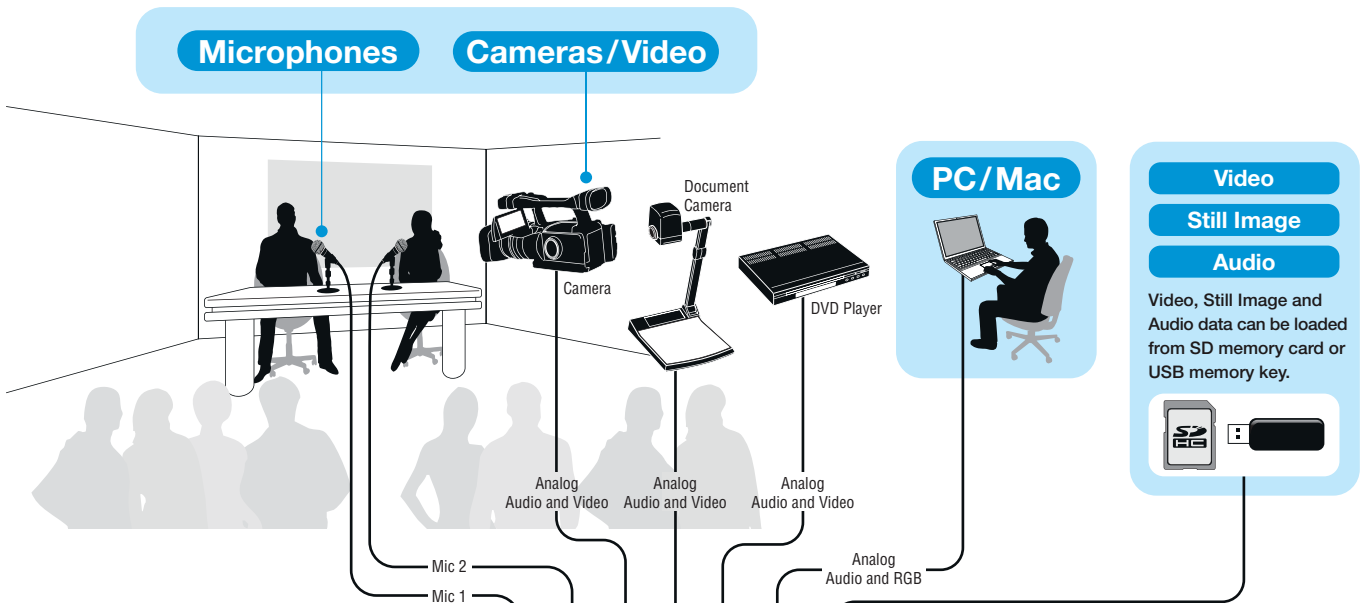 Microphones
Cameras/Video
PC/Mac
Video
Still Image
Audio
Video, Still Image and
Audio data can be loaded
from SD memory card or
USB memory key.
SD
HC
Document
Camera
Camera
DVD Player
Analog
Audio and Video
Analog
Audio and Video
Analog
Audio and Video
Analog
Audio and RGB
Mic 2
Mic 1